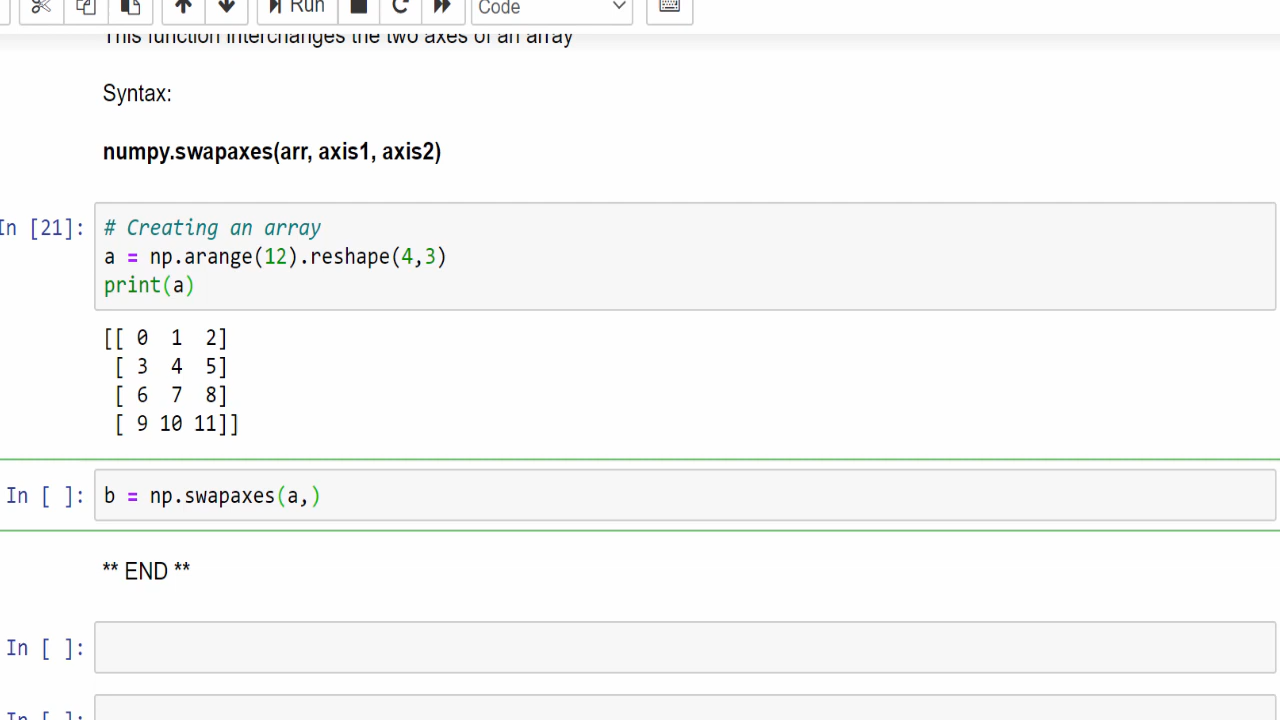 Run
Code
This function interchanges the two axes of an array
Syntax:
numpy.swapaxes(arr, axis1, axis2)
In [21]:
# Creating an array
a = np.arange(12).reshape(4,3)
print(a)
[[ 0 1 2]
[ 3 4 5]
[ 6 7 8]
[ 9 10 11]]
In [ ]:
b = np.swapaxes(a,)
** END **
In [ ]:
In [ ]: